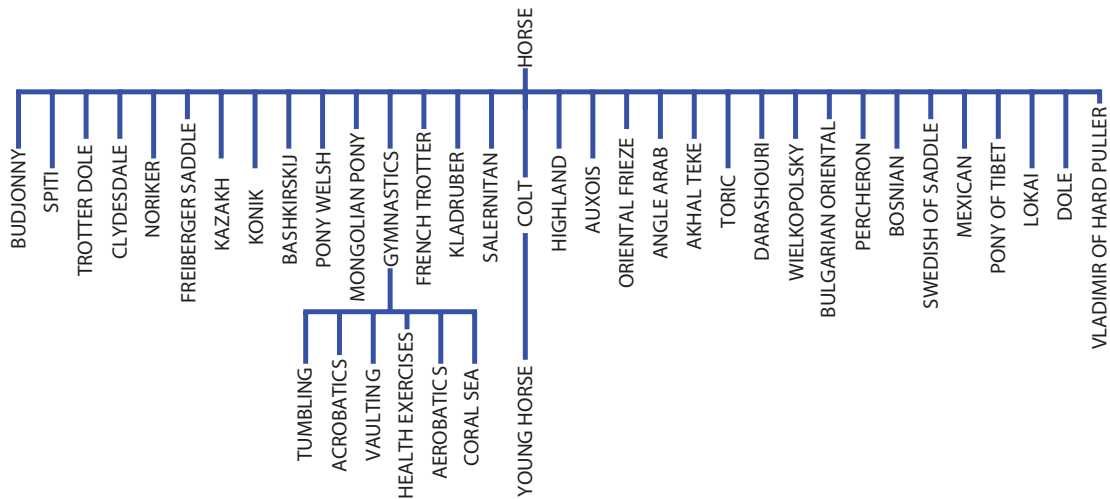 HORSE
BUDJONNY
SPITI
TROTTER DOLE
CLYDESDALE
NORIKER
FREIBERGER SADDLE
KAZAKH
KONIK
BASHKIRSKIJ
PONY WELSH
MONGOLIAN PONY
GYMNASTICS
FRENCH TROTTER
KLADRUBER
SALERNITAN
COLT
HIGHLAND
AUXOIS
ORIENTAL FRIEZE
ANGLE ARAB
AKHAL TEKE
TORIC
DARASHOURI
WIELKOPOLSKY
BULGARIAN ORIENTAL
PERCHERON
BOSNIAN
SWEDISH OF SADDLE
MEXICAN
PONY OF TIBET
LOKAI
DOLE
VLADIMIR OF HARD PULLER
TUMBLING
ACROBATICS
VAULTING
HEALTH EXERCISES
AEROBATICS
CORAL SEA
YOUNG HORSE